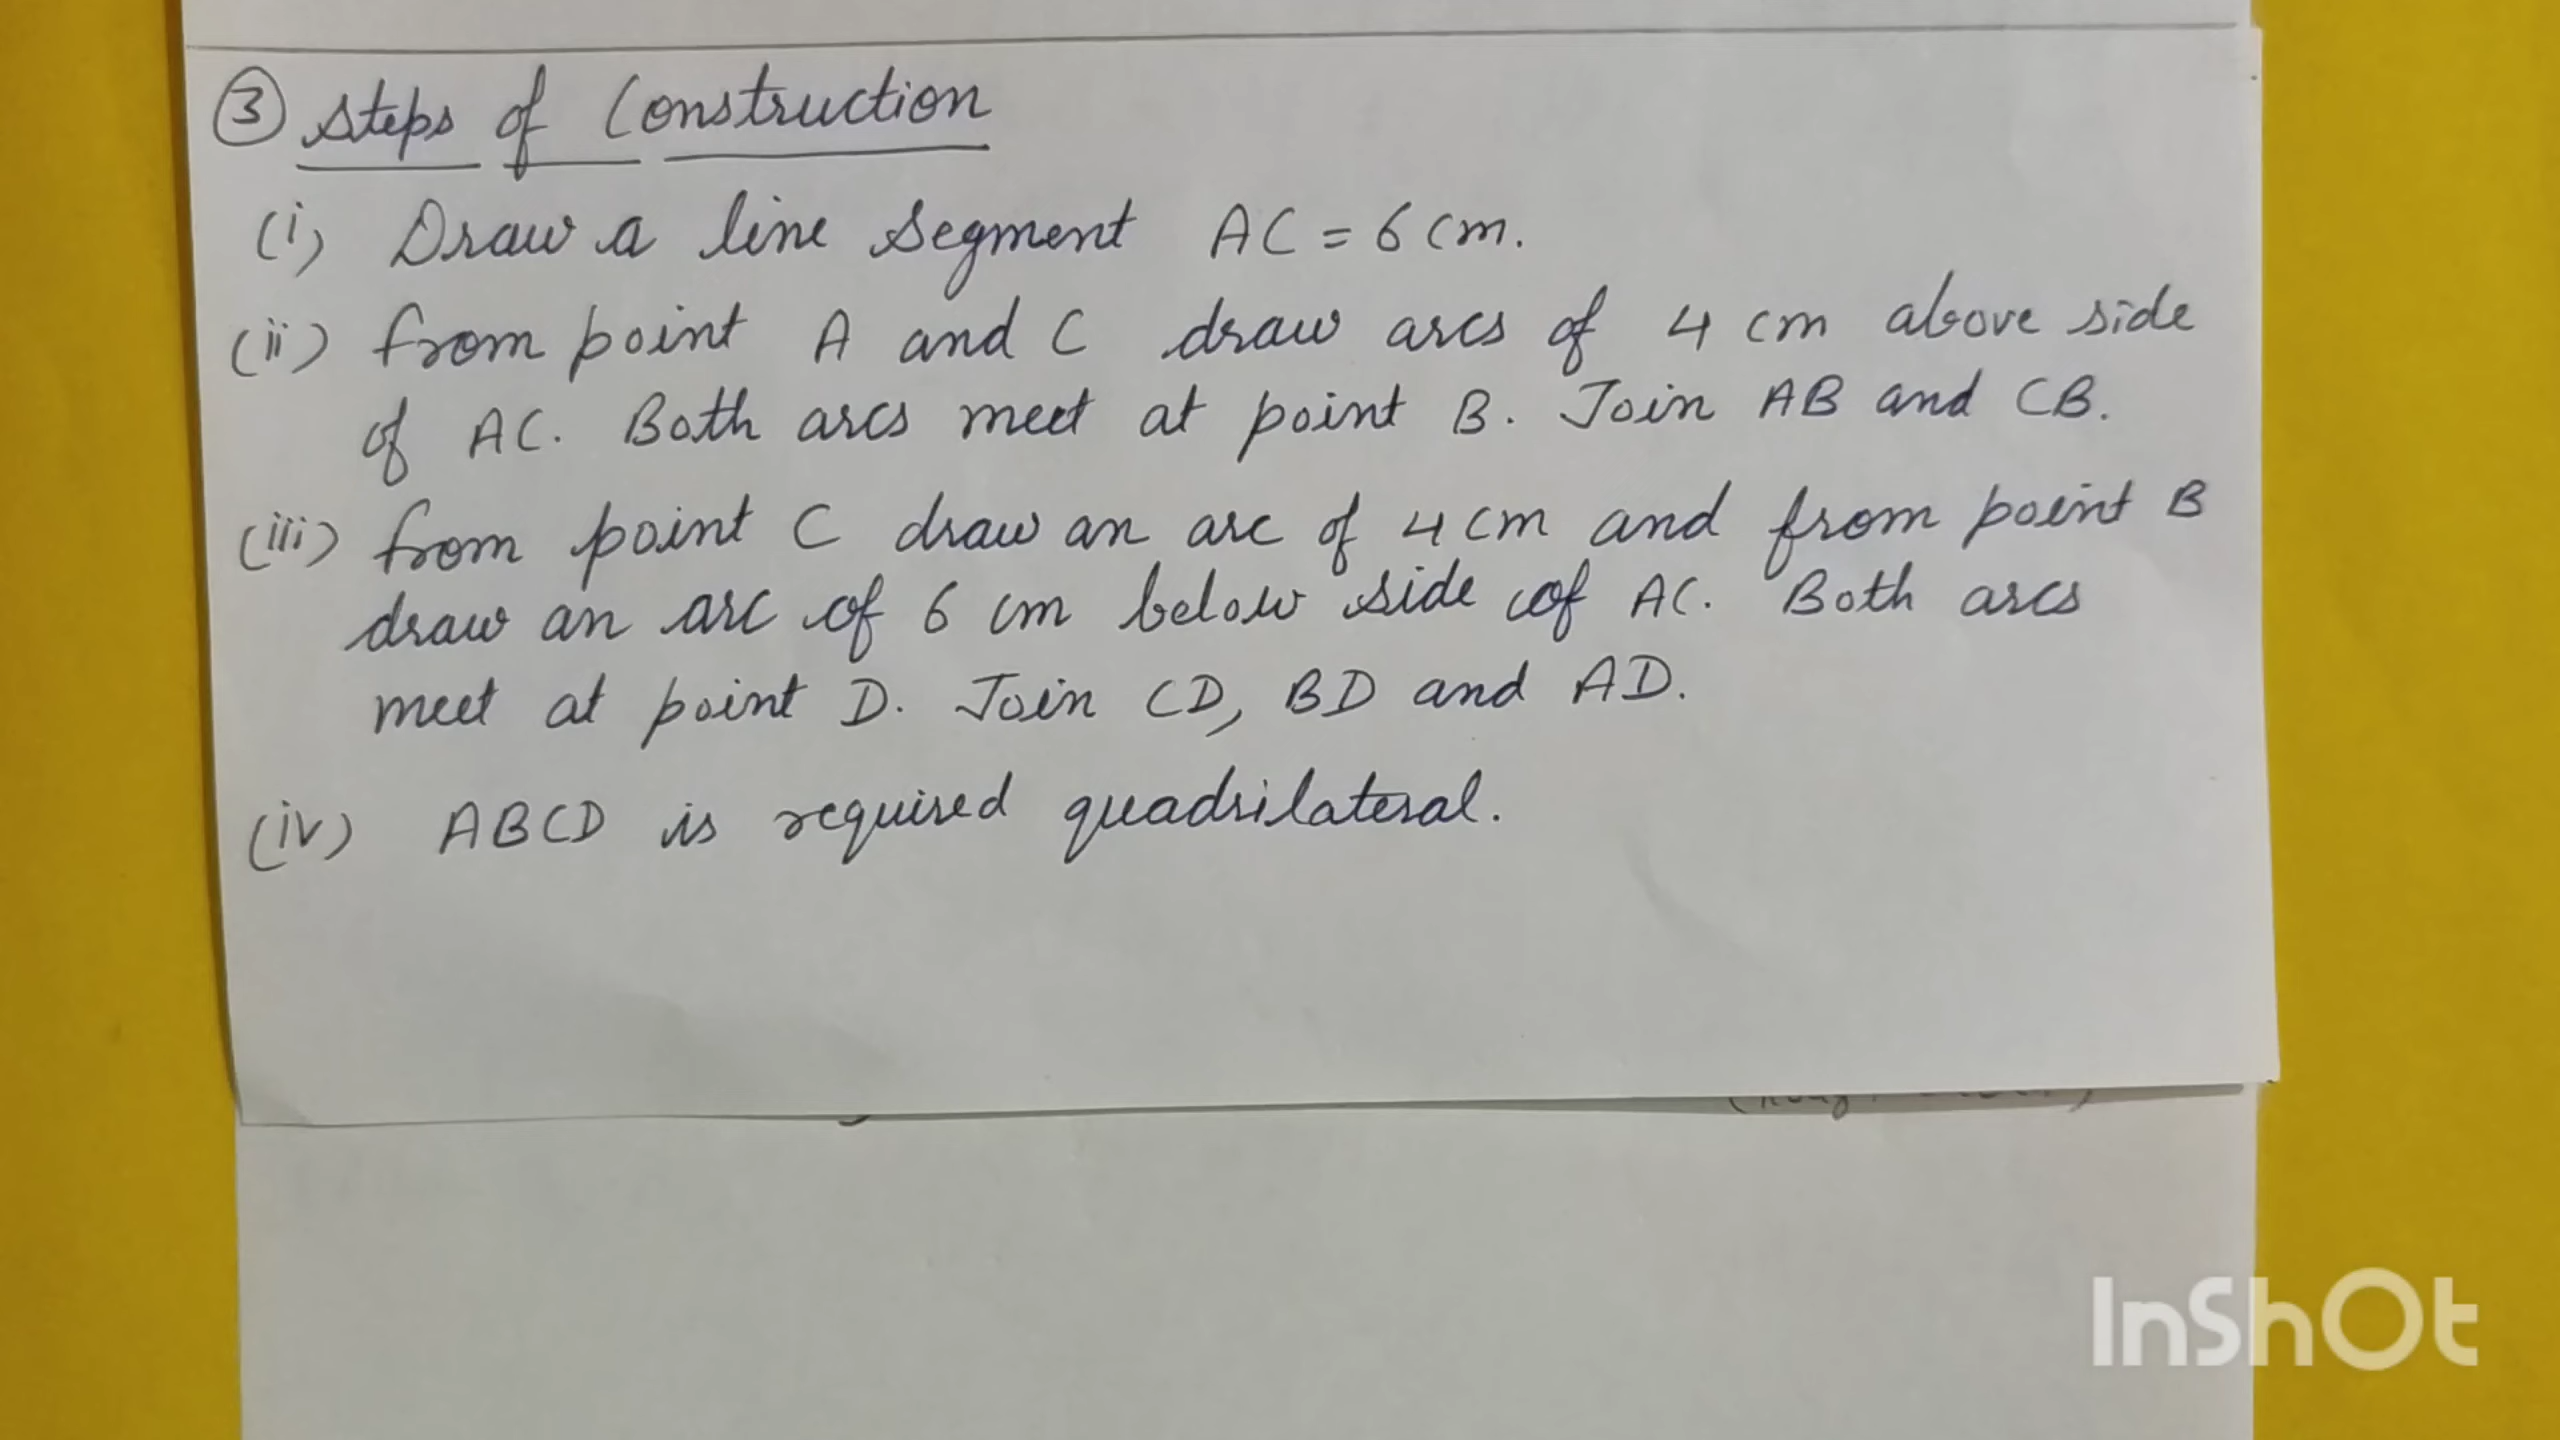 ③ Steps of Construction
(i) Draw a line segment AC = 6 cm.
(ii) from point A and C draw arcs of 4 cm above side
of AC. Both arcs meet at point B. Join AB and CB.
(iii) from point C draw an arc of 4 cm and from point B
draw an arc of 6 cm below side of AC. Both arcs
meet at point D. Join CD, BD and AD.
(iv) ABCD is required quadrilateral.
InShOt